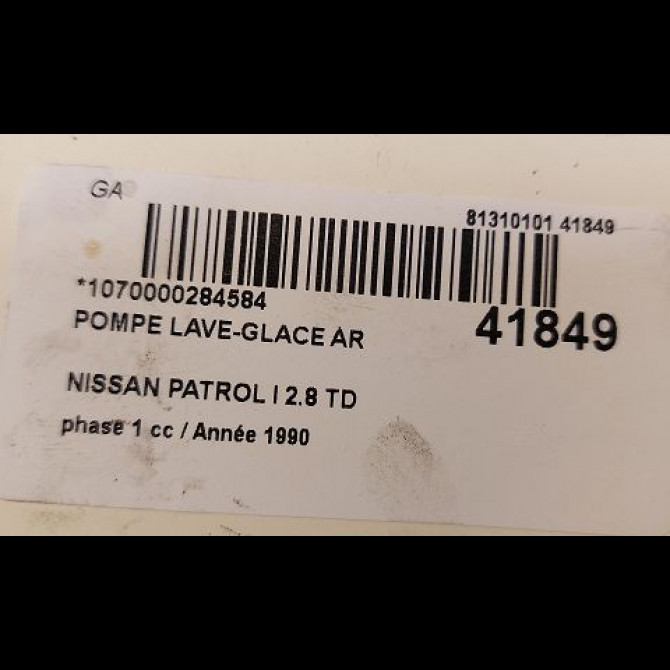 GA
81310101 41849
*1070000284584
41849
POMPE LAVE-GLACE AR
NISSAN PATROL I 2.8 TD
phase 1 cc / Année 1990